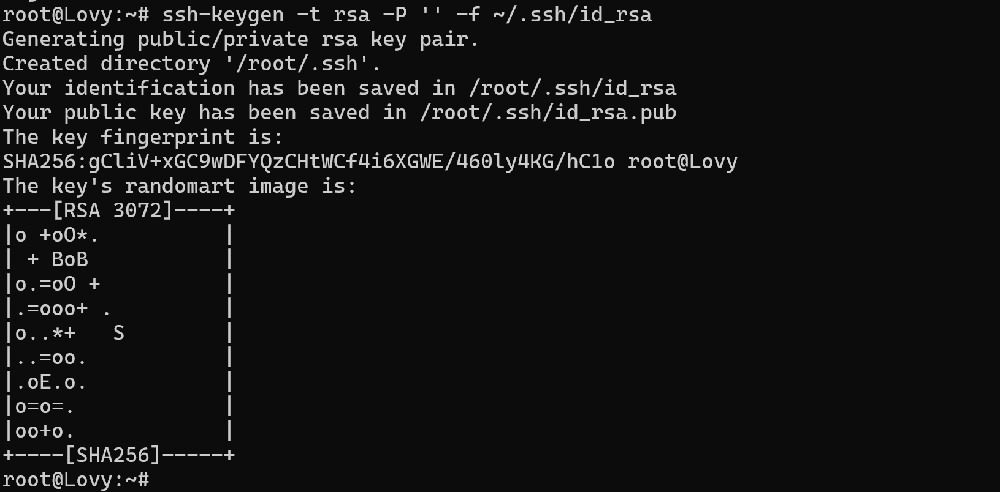 root@Lovy:~# ssh-keygen -t rsa -P '' -f ~/.ssh/id_rsa
Generating public/private rsa key pair.
Created directory '/root/.ssh'.
Your identification has been saved in /root/.ssh/id_rsa
Your public key has been saved in /root/.ssh/id_rsa.pub
The key fingerprint is:
SHA256:gCliV+xGC9wDFYQzCHtWCf4i6XGWE/460ly4KG/hC1o root@Lovy
The key's randomart image is:
+---[RSA 3072]----+
|o +oO*.          |
| + BoB           |
|o.=oO +          |
|.=ooo+ .         |
|o..*+   S        |
|..=oo.           |
|.oE.o.           |
|o=o=.            |
|oo+o.            |
+----[SHA256]-----+
root@Lovy:~#